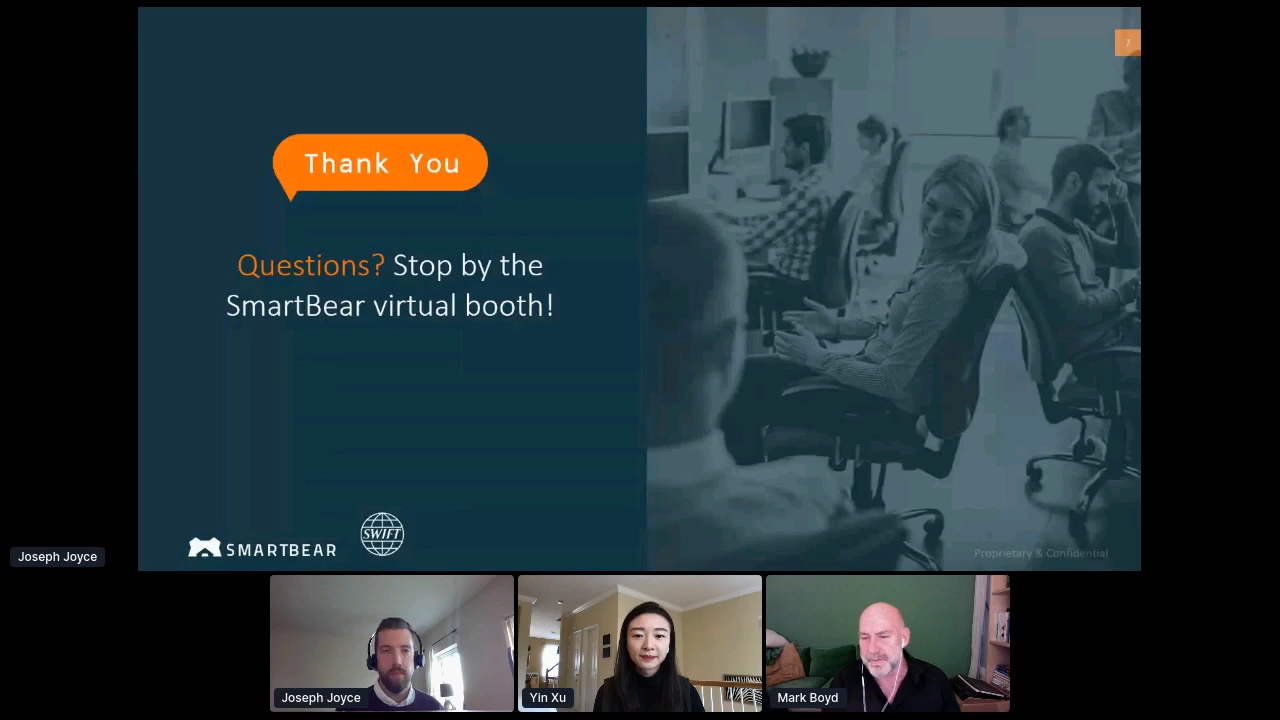 7
Thank You
Questions? Stop by the
SmartBear virtual booth!
SMARTBEAR
SWIFT
Proprietary & Confidential
Joseph Joyce
Joseph Joyce
Yin Xu
Mark Boyd